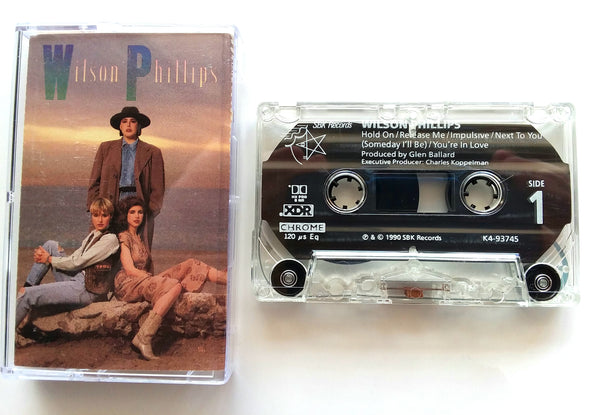 Wilson Phillips
SBK records
WILSON PHILLIPS
Hold On/Release Me/Impulsive/Next To You
(Someday I'll Be)/You're In Love
Produced by Glen Ballard
Executive Producer: Charles Koppelman
SIDE
1
XDR
CHROME
120 µs Eq
℗ & © 1990 SBK Records
K4-93745